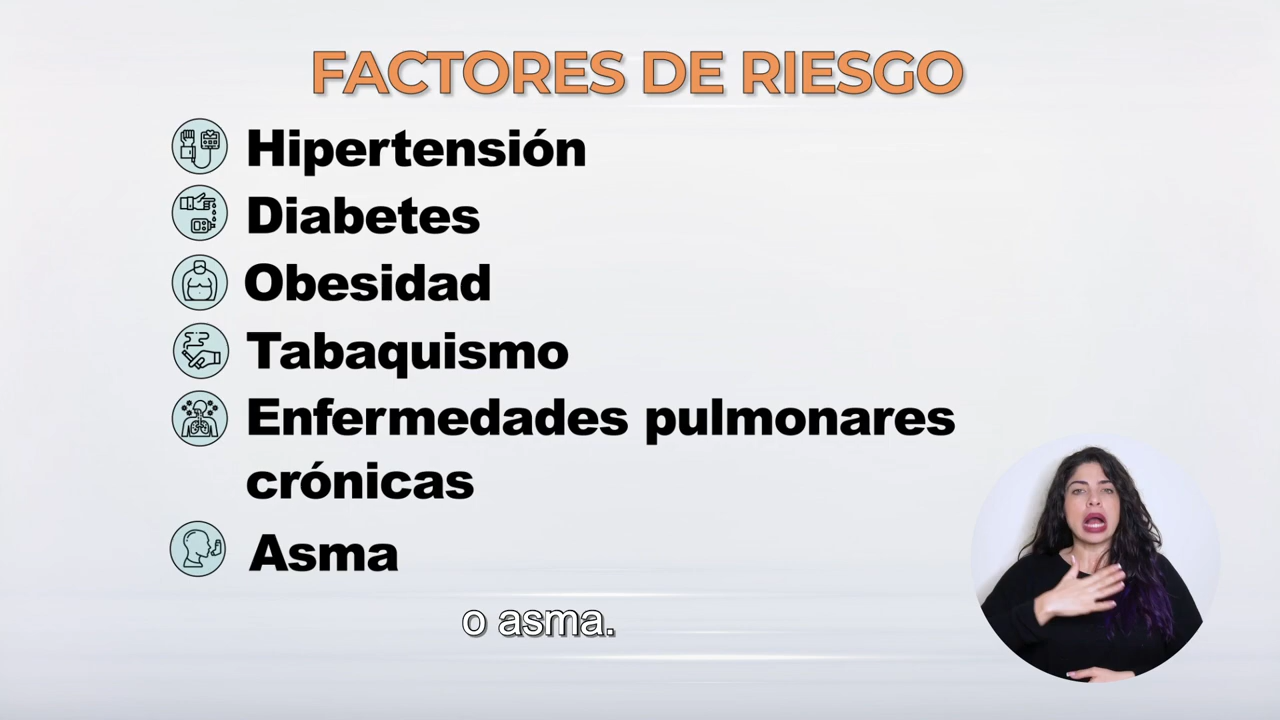 FACTORES DE RIESGO
Hipertensión
Diabetes
Obesidad
Tabaquismo
Enfermedades pulmonares
crónicas
Asma
o asma.